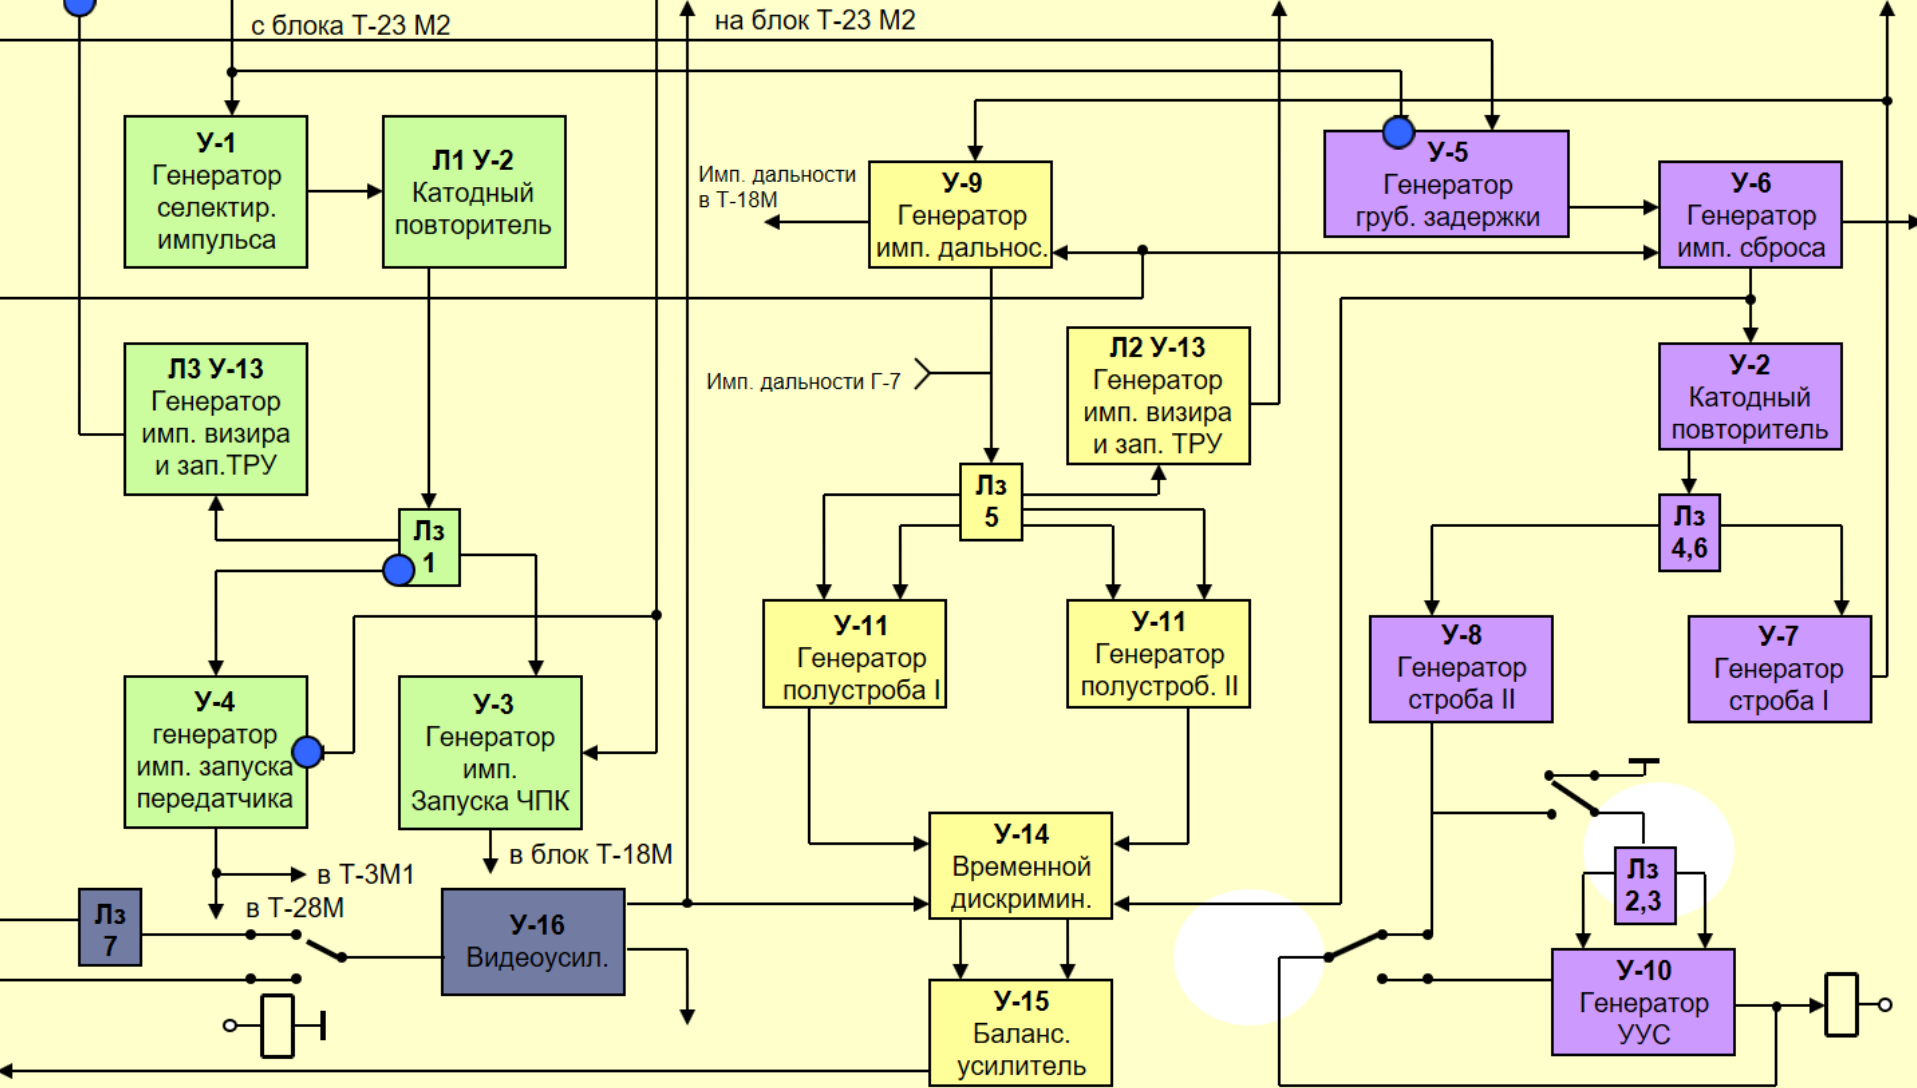 с блока Т-23 М2
на блок Т-23 М2
У-1
Генератор
селектир.
импульса
Л1 У-2
Катодный
повторитель
Имп. дальности
в Т-18М
У-9
Генератор
имп. дальнос.
У-5
Генератор
груб. задержки
У-6
Генератор
имп. сброса
Л3 У-13
Генератор
имп. визира
и зап.ТРУ
Имп. дальности Г-7
Л2 У-13
Генератор
имп. визира
и зап. ТРУ
У-2
Катодный
повторитель
Лз
1
Лз
5
Лз
4,6
У-4
генератор
имп. запуска
передатчика
У-3
Генератор
имп.
Запуска ЧПК
У-11
Генератор
полустроба I
У-11
Генератор
полустроб. II
У-8
Генератор
строба II
У-7
Генератор
строба I
в Т-3М1
в Т-28М
в блок Т-18М
Лз
7
У-16
Видеоусил.
У-14
Временной
дискримин.
Лз
2,3
У-15
Баланс.
усилитель
У-10
Генератор
УУС